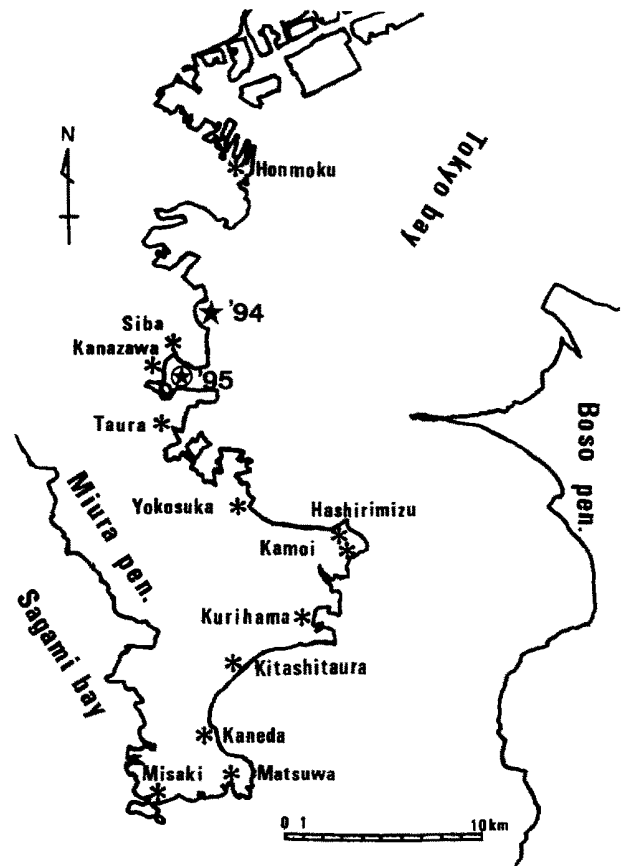 N
Honmoku
Tokyo bay
'94
Siba
Kanazawa
'95
Taura
Boso pen.
Yokosuka
Hashirimizu
Miura pen.
Kamoi
Sagami bay
Kurihama
Kitashitaura
Kaneda
Misaki
Matsuwa
0 1 10km